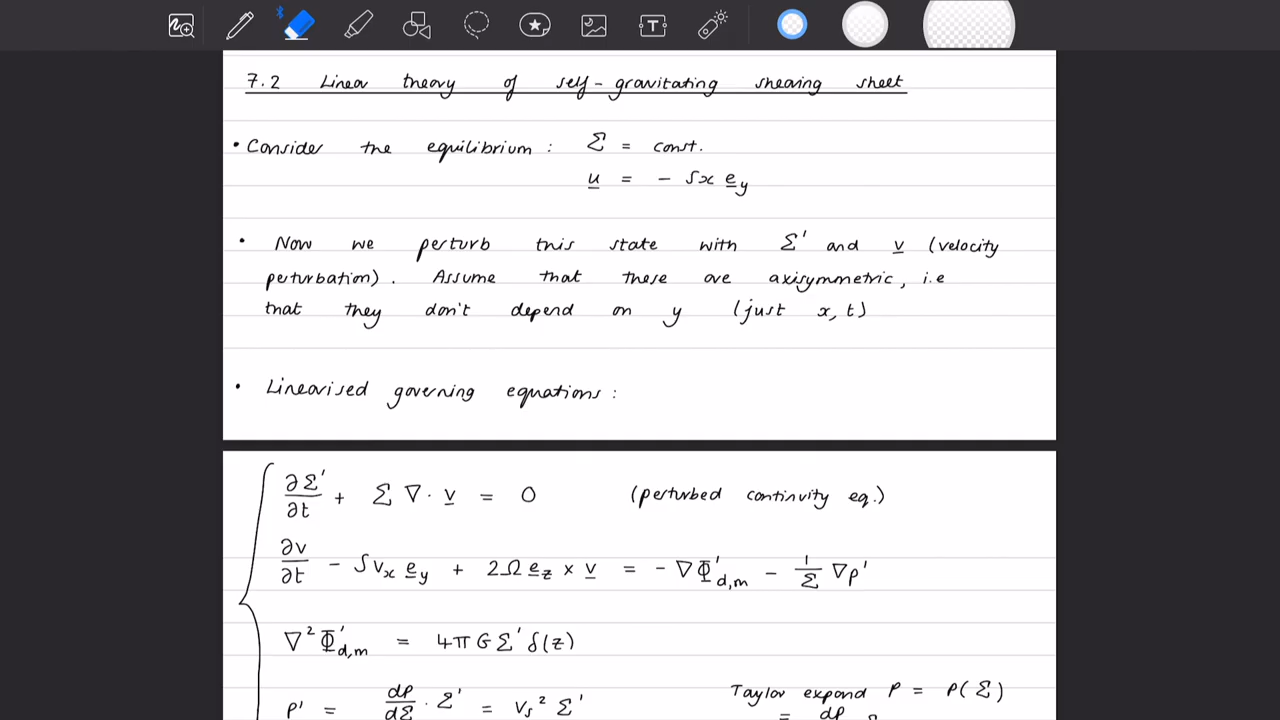 7.2 Linear theory of self-gravitating shearing sheet
• Consider the equilibrium : Σ = const.
u = - Sx e_y
• Now we perturb this state with Σ' and v (velocity
perturbation). Assume that these are axisymmetric, i.e
that they don't depend on y (just x, t)
• Linearised governing equations :
∂Σ'/∂t + Σ ∇· v = 0 (perturbed continuity eq.)
∂v/∂t - S v_x e_y + 2Ω e_z × v = - ∇Φ'_d,m - 1/Σ ∇p'
∇²Φ'_d,m = 4πGΣ' δ(z)
P' = dp/dΣ · Σ' = v_s² Σ' Taylor expand P = P(Σ)
= dp